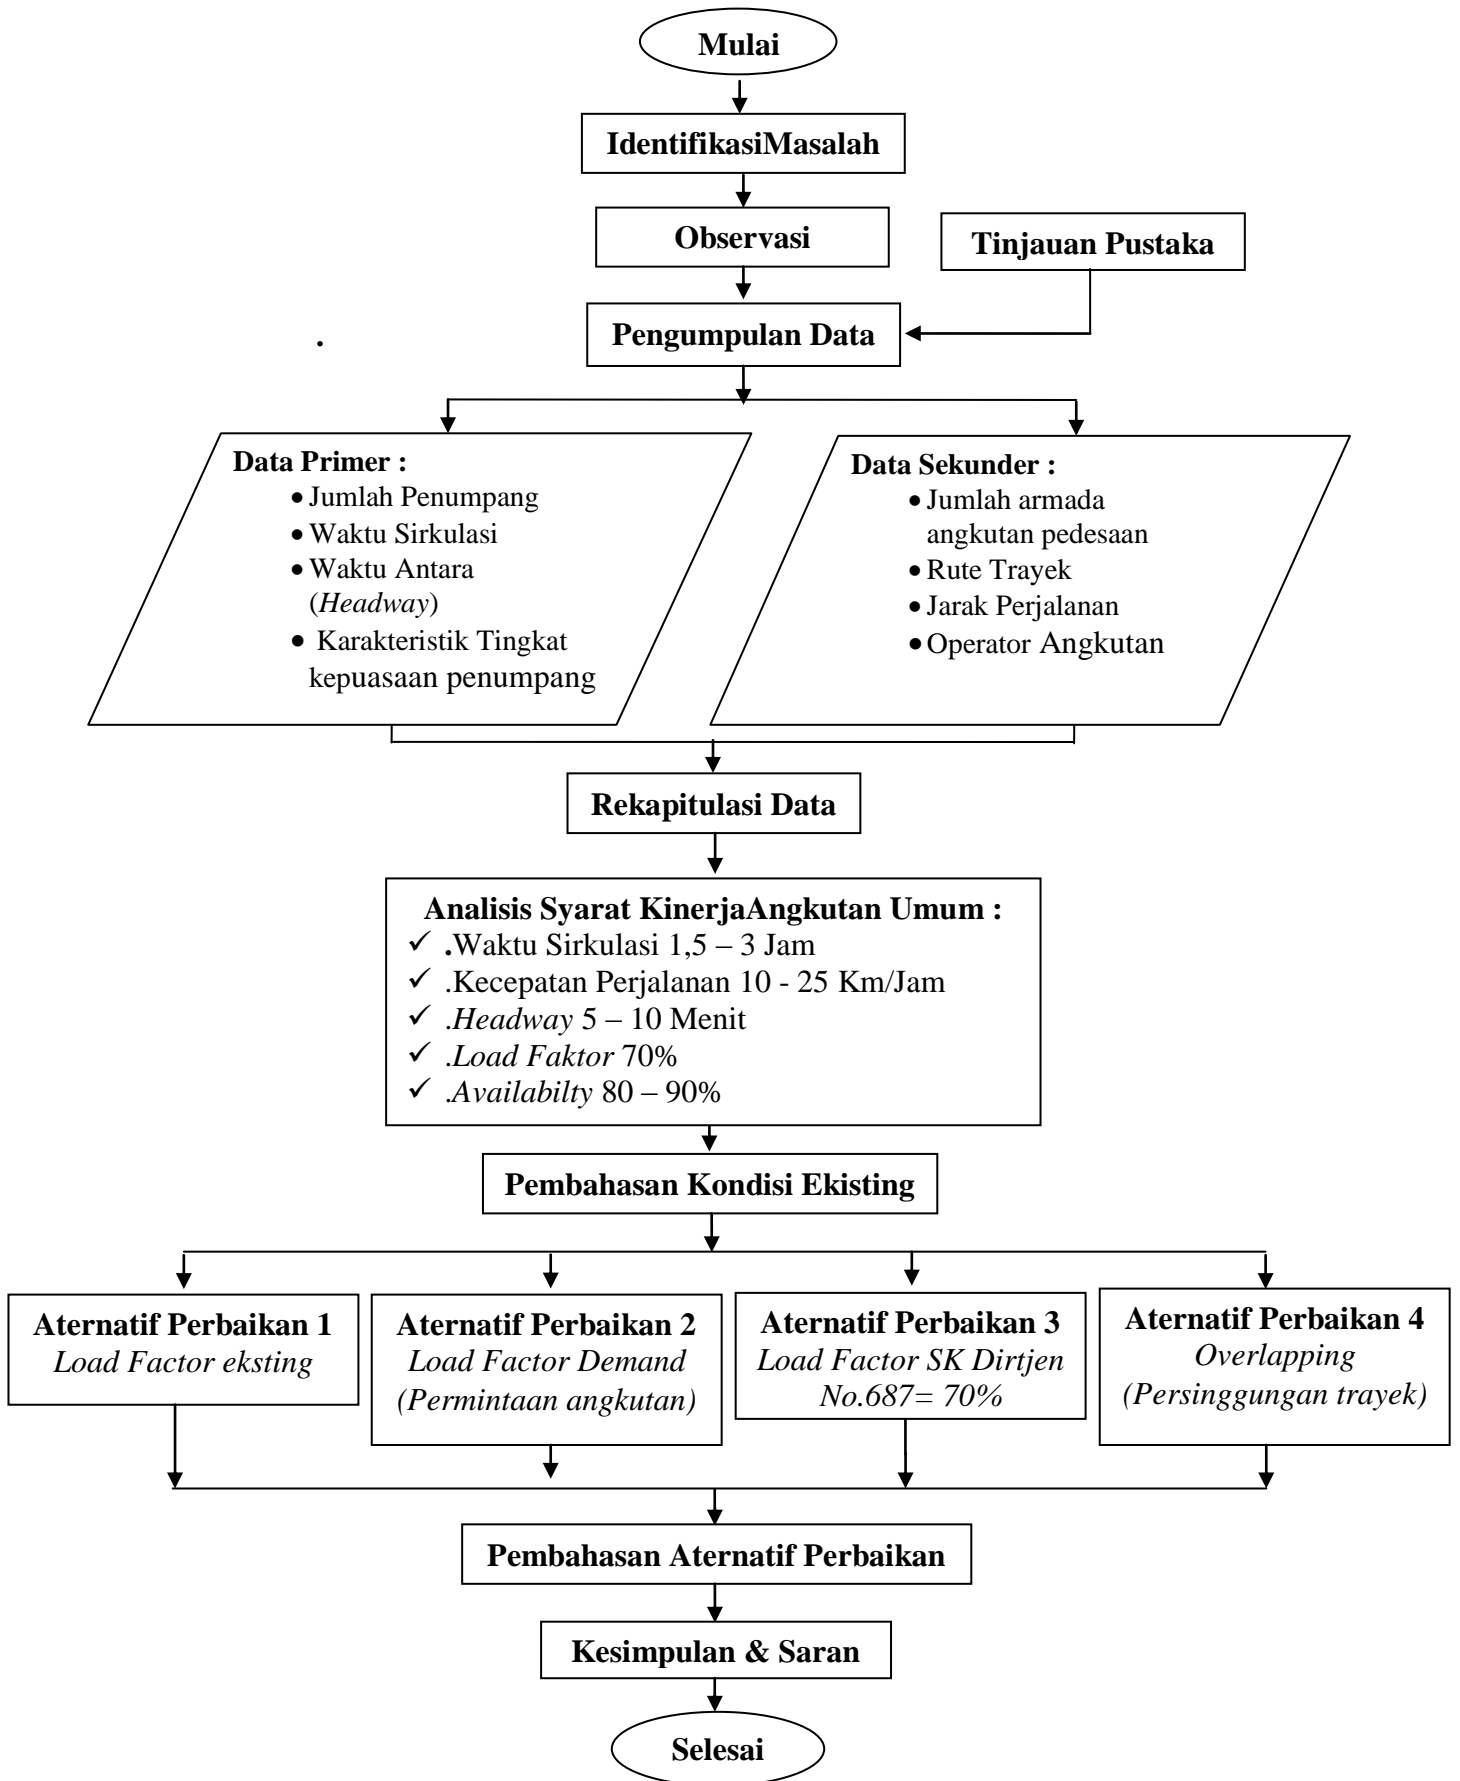 Mulai
IdentifikasiMasalah
Observasi
Tinjauan Pustaka
Pengumpulan Data
.
Data Primer :
• Jumlah Penumpang
• Waktu Sirkulasi
• Waktu Antara
(Headway)
• Karakteristik Tingkat
kepuasaan penumpang
Data Sekunder :
• Jumlah armada
angkutan pedesaan
• Rute Trayek
• Jarak Perjalanan
• Operator Angkutan
Rekapitulasi Data
Analisis Syarat KinerjaAngkutan Umum :
✓ .Waktu Sirkulasi 1,5 – 3 Jam
✓ .Kecepatan Perjalanan 10 - 25 Km/Jam
✓ .Headway 5 – 10 Menit
✓ .Load Faktor 70%
✓ .Availabilty 80 – 90%
Pembahasan Kondisi Ekisting
Aternatif Perbaikan 1
Load Factor eksting
Aternatif Perbaikan 2
Load Factor Demand
(Permintaan angkutan)
Aternatif Perbaikan 3
Load Factor SK Dirtjen
No.687= 70%
Aternatif Perbaikan 4
Overlapping
(Persinggungan trayek)
Pembahasan Aternatif Perbaikan
Kesimpulan & Saran
Selesai